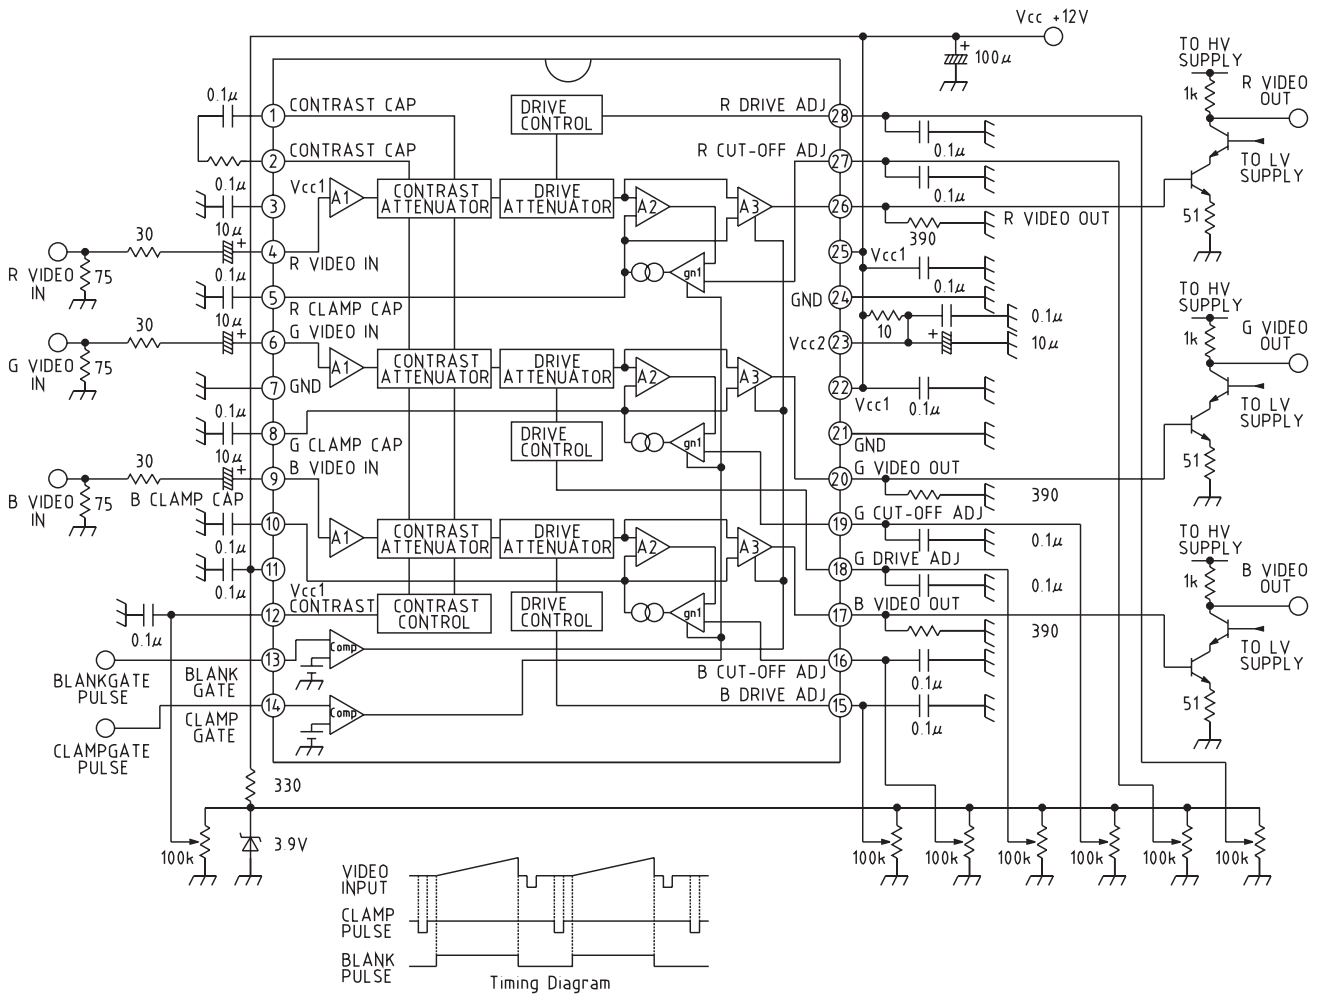 Vcc +12V
100μ
TO HV
SUPPLY
1k
R VIDEO
OUT
TO LV
SUPPLY
51
0.1μ
1
CONTRAST CAP
DRIVE
CONTROL
R DRIVE ADJ
28
0.1μ
2
CONTRAST CAP
R CUT-OFF ADJ
27
0.1μ
0.1μ
3
Vcc1
A1
CONTRAST
ATTENUATOR
DRIVE
ATTENUATOR
A2
A3
26
390
R VIDEO OUT
R VIDEO
IN
75
30
10μ
+
4
R VIDEO IN
25
Vcc1
0.1μ
0.1μ
5
R CLAMP CAP
gn1
GND
24
10
0.1μ
G VIDEO
IN
75
30
10μ
+
6
G VIDEO IN
Vcc2
23
+
10μ
A1
CONTRAST
ATTENUATOR
DRIVE
ATTENUATOR
A2
A3
7
GND
22
Vcc1
0.1μ
TO HV
SUPPLY
1k
G VIDEO
OUT
TO LV
SUPPLY
51
0.1μ
8
G CLAMP CAP
DRIVE
CONTROL
gn1
21
GND
B VIDEO
IN
75
30
10μ
+
9
B VIDEO IN
20
G VIDEO OUT
390
B CLAMP CAP
0.1μ
10
19
G CUT-OFF ADJ
0.1μ
A1
CONTRAST
ATTENUATOR
DRIVE
ATTENUATOR
A2
A3
0.1μ
11
Vcc1
18
G DRIVE ADJ
0.1μ
TO HV
SUPPLY
1k
B VIDEO
OUT
TO LV
SUPPLY
51
0.1μ
12
CONTRAST
CONTRAST
CONTROL
DRIVE
CONTROL
gn1
17
B VIDEO OUT
390
BLANKGATE
PULSE
13
BLANK
GATE
Comp
B CUT-OFF ADJ
16
0.1μ
CLAMPGATE
PULSE
14
CLAMP
GATE
Comp
B DRIVE ADJ
15
0.1μ
330
3.9V
100k
100k
100k
100k
100k
100k
100k
VIDEO
INPUT
CLAMP
PULSE
BLANK
PULSE
Timing Diagram